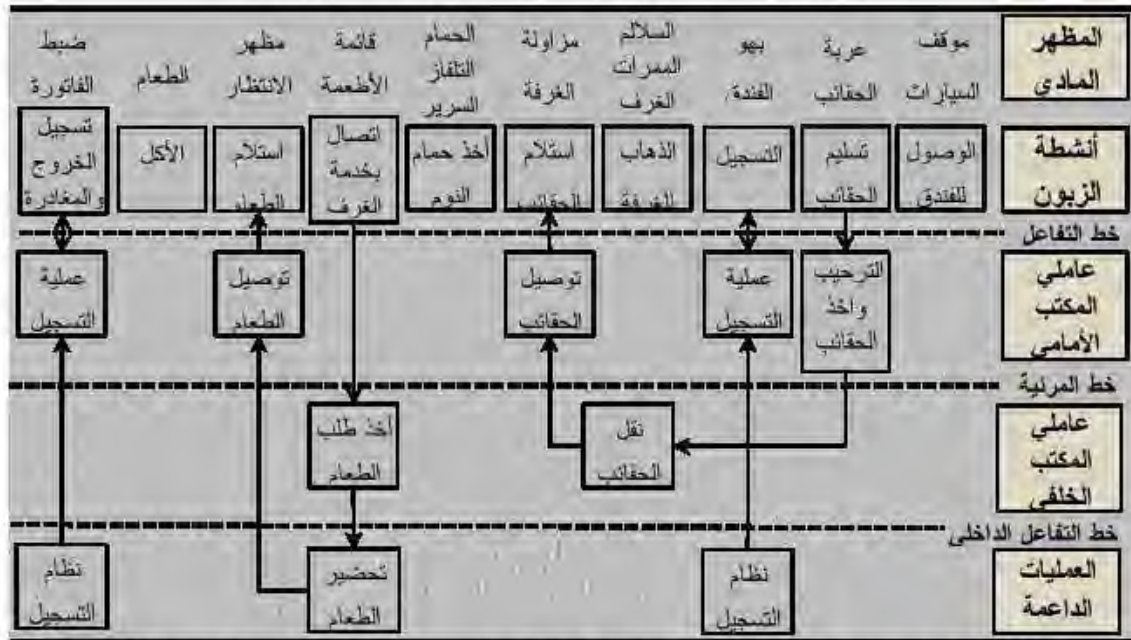 المظهر
المادي
موقف
السيارات
عربة
الحقائب
بهو
الفندق
السلالم
الممرات
الغرف
مزاولة
الغرفة
الحمام
التلفاز
السرير
قائمة
الأطعمة
مظهر
الانتظار
الطعام
ضبط
الفاتورة
أنشطة
الزبون
الوصول
للفندق
تسليم
الحقائب
التسجيل
الذهاب
للغرفة
استلام
الحقائب
أخذ حمام
النوم
اتصال
بخدمة
الغرف
استلام
الطعام
الأكل
تسجيل
الخروج
والمغادرة
خط التفاعل
عاملي
المكتب
الأمامي
الترحيب
واخذ
الحقائب
عملية
التسجيل
توصيل
الحقائب
توصيل
الطعام
عملية
التسجيل
خط المرئية
عاملي
المكتب
الخلفي
نقل
الحقائب
أخذ طلب
الطعام
خط التفاعل الداخلي
العمليات
الداعمة
نظام
التسجيل
تحضير
الطعام
نظام
التسجيل